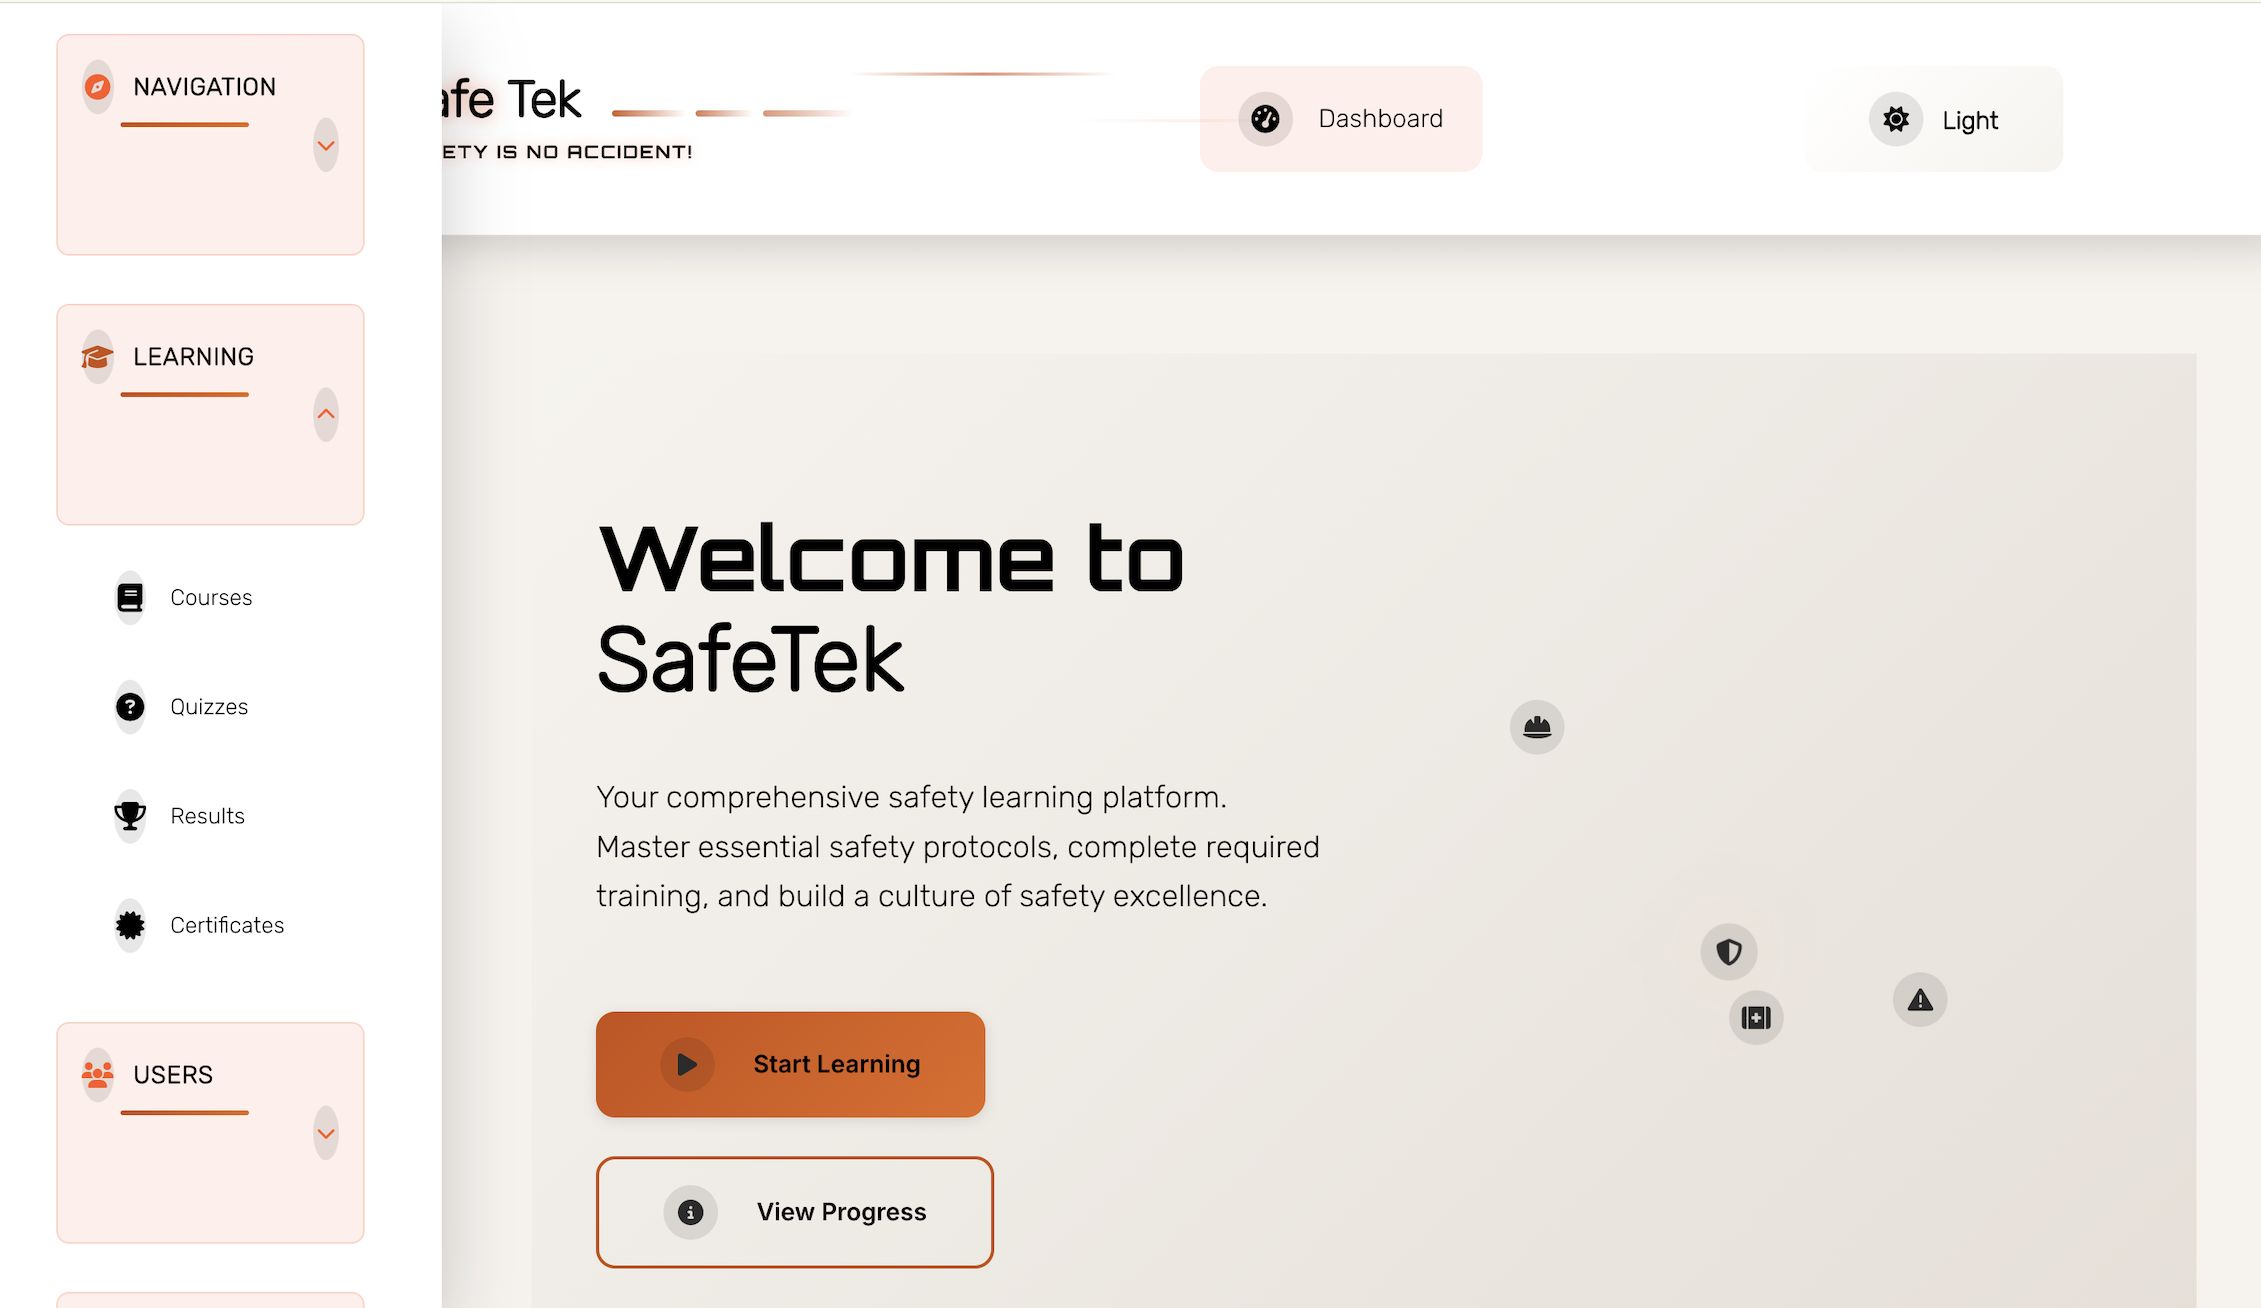 NAVIGATION
LEARNING
Courses
Quizzes
Results
Certificates
USERS
afe Tek
ETY IS NO ACCIDENT!
Dashboard
Light
Welcome to
SafeTek
Your comprehensive safety learning platform.
Master essential safety protocols, complete required
training, and build a culture of safety excellence.
Start Learning
View Progress